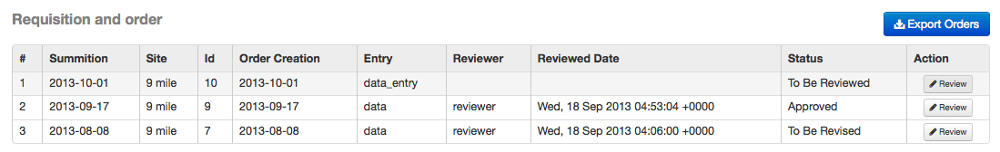 Requisition and order
Export Orders
# Summition Site Id Order Creation Entry Reviewer Reviewed Date Status Action
1 2013-10-01 9 mile 10 2013-10-01 data_entry To Be Reviewed Review
2 2013-09-17 9 mile 9 2013-09-17 data reviewer Wed, 18 Sep 2013 04:53:04 +0000 Approved Review
3 2013-08-08 9 mile 7 2013-08-08 data reviewer Wed, 18 Sep 2013 04:06:00 +0000 To Be Revised Review